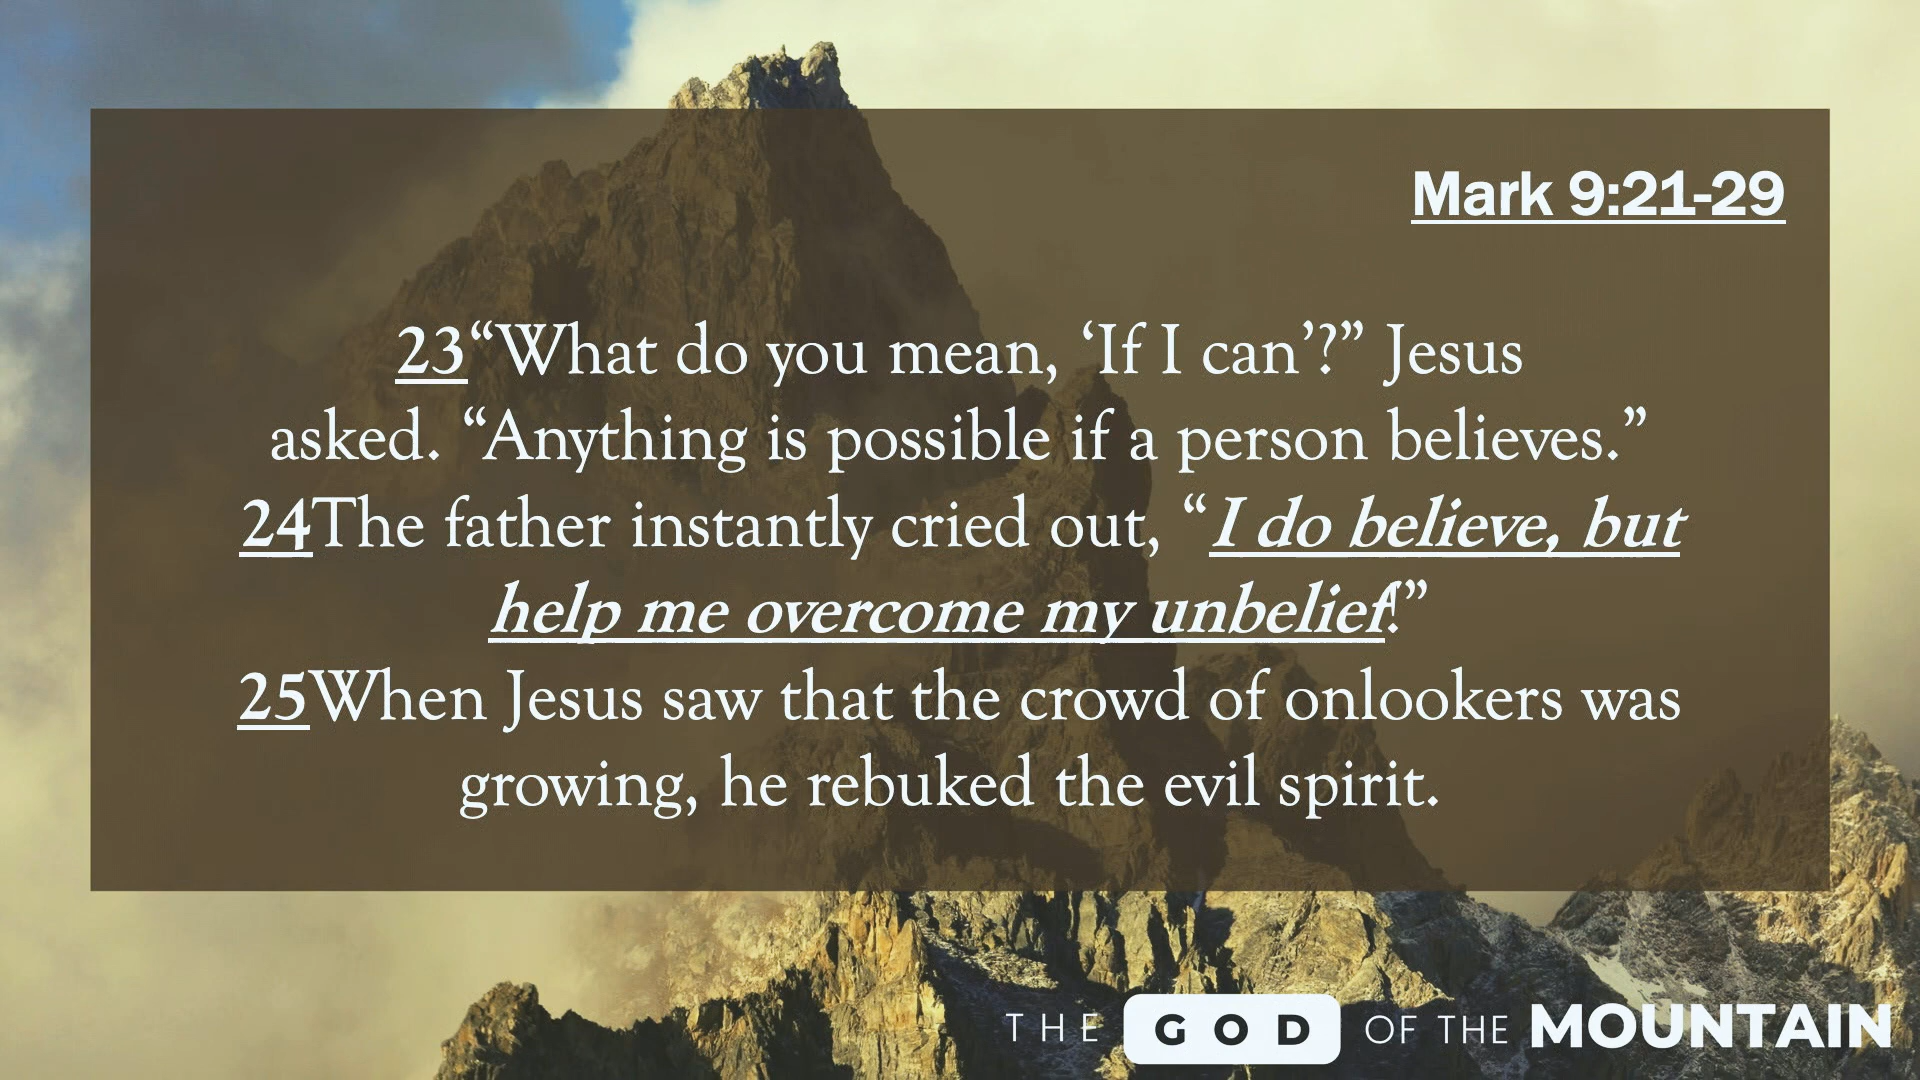 Mark 9:21-29
23“What do you mean, ‘If I can’?” Jesus
asked. “Anything is possible if a person believes.”
24The father instantly cried out, “I do believe, but
help me overcome my unbelief!”
25When Jesus saw that the crowd of onlookers was
growing, he rebuked the evil spirit.
THE GOD OF THE MOUNTAIN